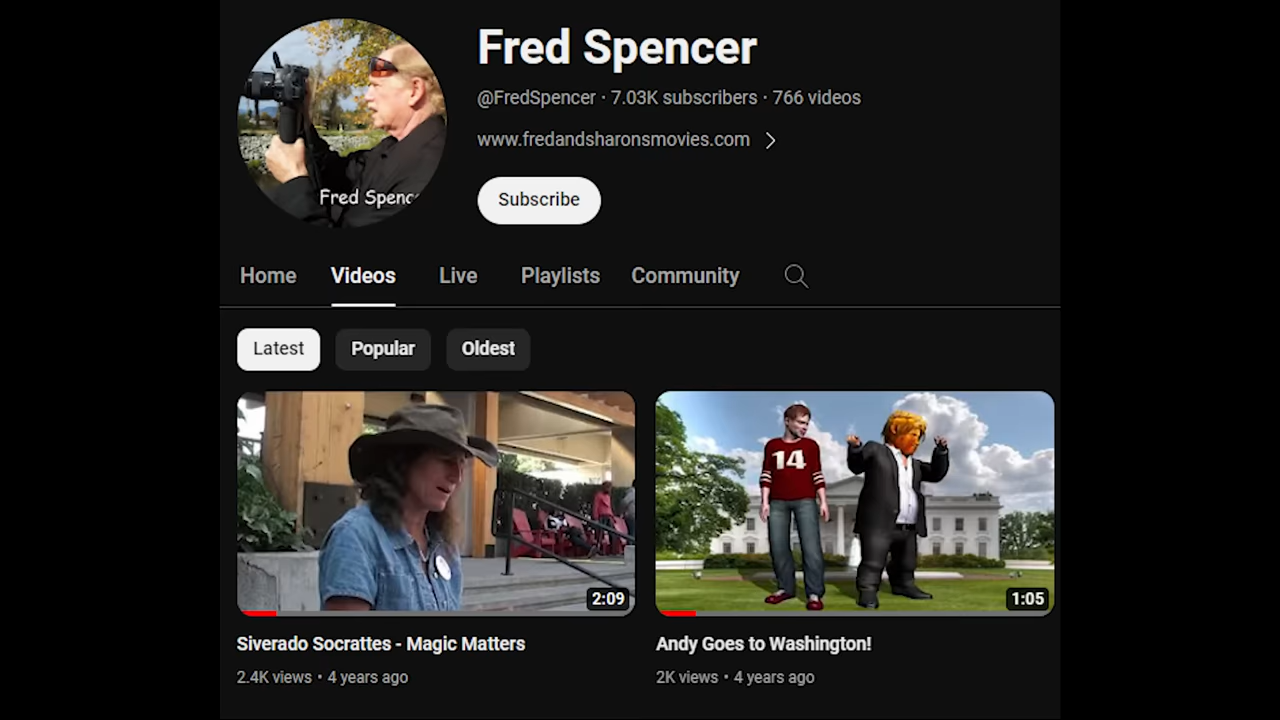 Fred Spencer
@FredSpencer · 7.03K subscribers · 766 videos
www.fredandsharonsmovies.com
Fred Spenc
Subscribe
Home Videos Live Playlists Community
Latest Popular Oldest
14
2:09
1:05
Siverado Socrattes - Magic Matters
2.4K views • 4 years ago
Andy Goes to Washington!
2K views • 4 years ago